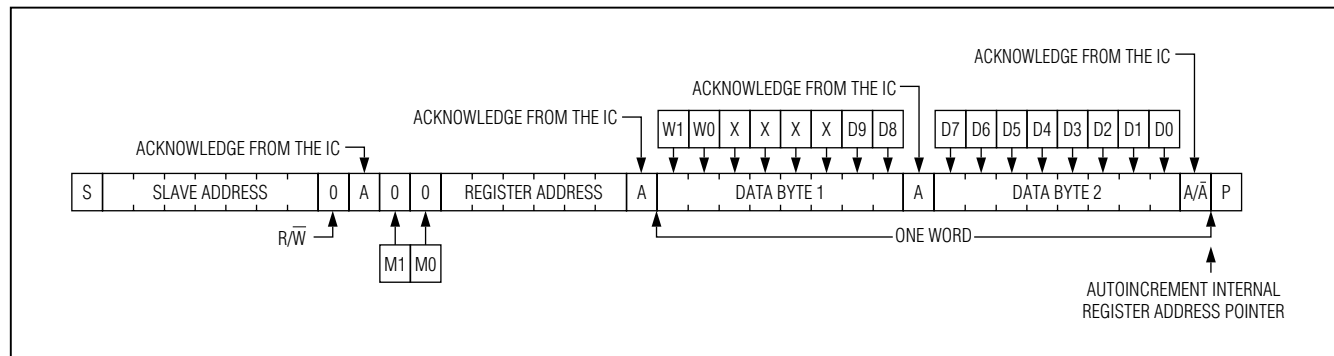 ACKNOWLEDGE FROM THE IC
ACKNOWLEDGE FROM THE IC
ACKNOWLEDGE FROM THE IC
W1 W0 X X X X D9 D8
D7 D6 D5 D4 D3 D2 D1 D0
ACKNOWLEDGE FROM THE IC
S SLAVE ADDRESS 0 A 0 0 REGISTER ADDRESS A DATA BYTE 1 A DATA BYTE 2 A/A̅ P
R/W̅
ONE WORD
M1 M0
AUTOINCREMENT INTERNAL
REGISTER ADDRESS POINTER